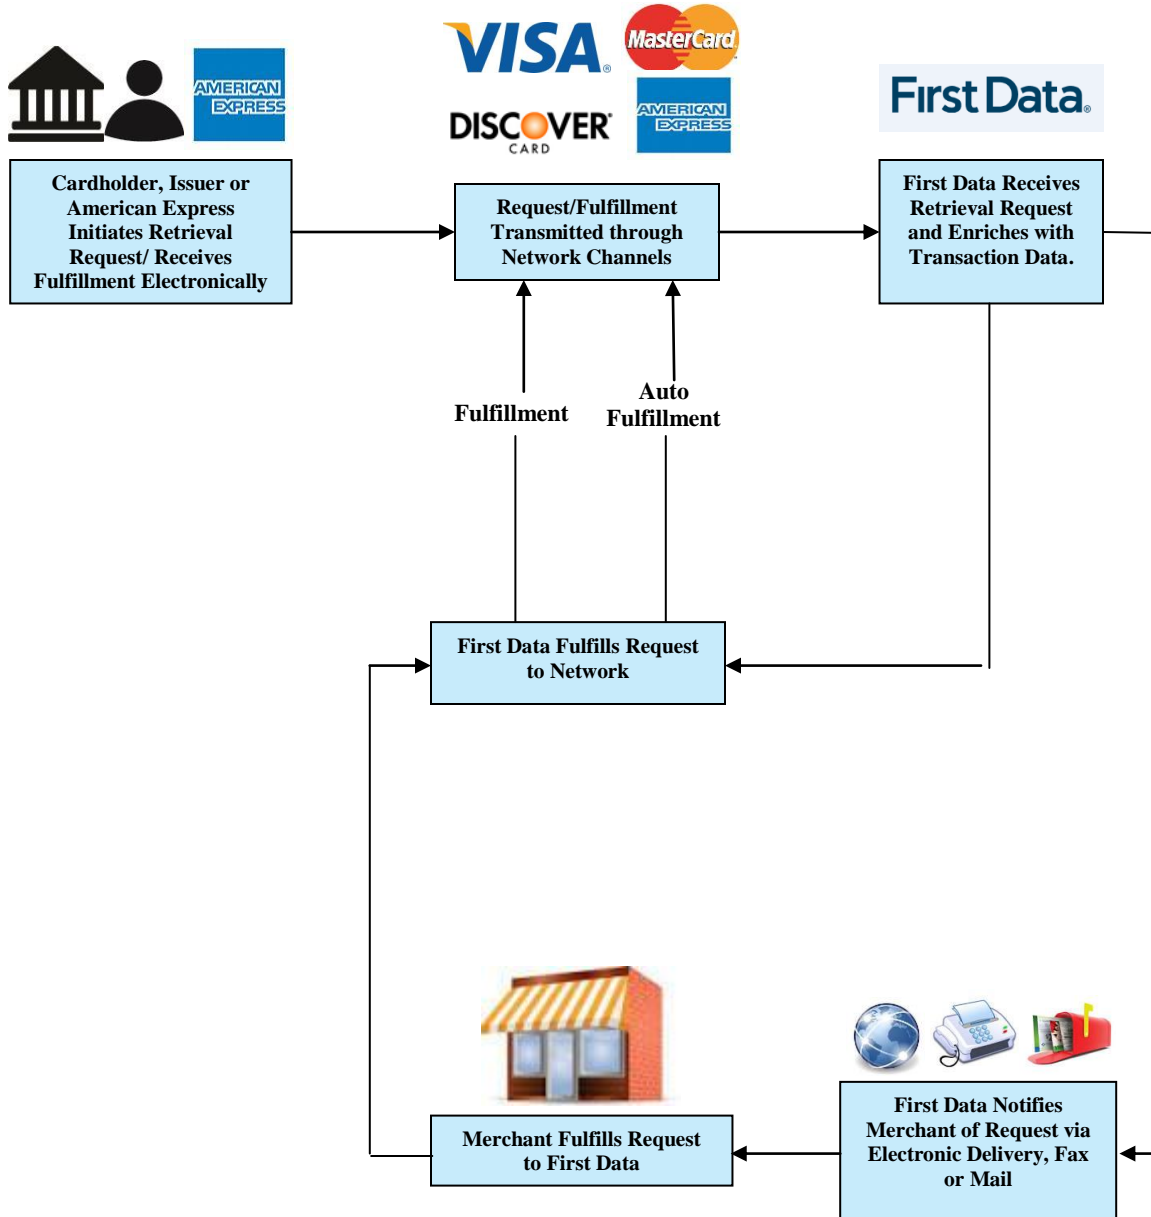 VISA
MasterCard
AMERICAN
EXPRESS
DISCOVER
CARD
AMERICAN
EXPRESS
First Data
Cardholder, Issuer or
American Express
Initiates Retrieval
Request/ Receives
Fulfillment Electronically
Request/Fulfillment
Transmitted through
Network Channels
First Data Receives
Retrieval Request
and Enriches with
Transaction Data.
Fulfillment
Auto
Fulfillment
First Data Fulfills Request
to Network
Merchant Fulfills Request
to First Data
First Data Notifies
Merchant of Request via
Electronic Delivery, Fax
or Mail